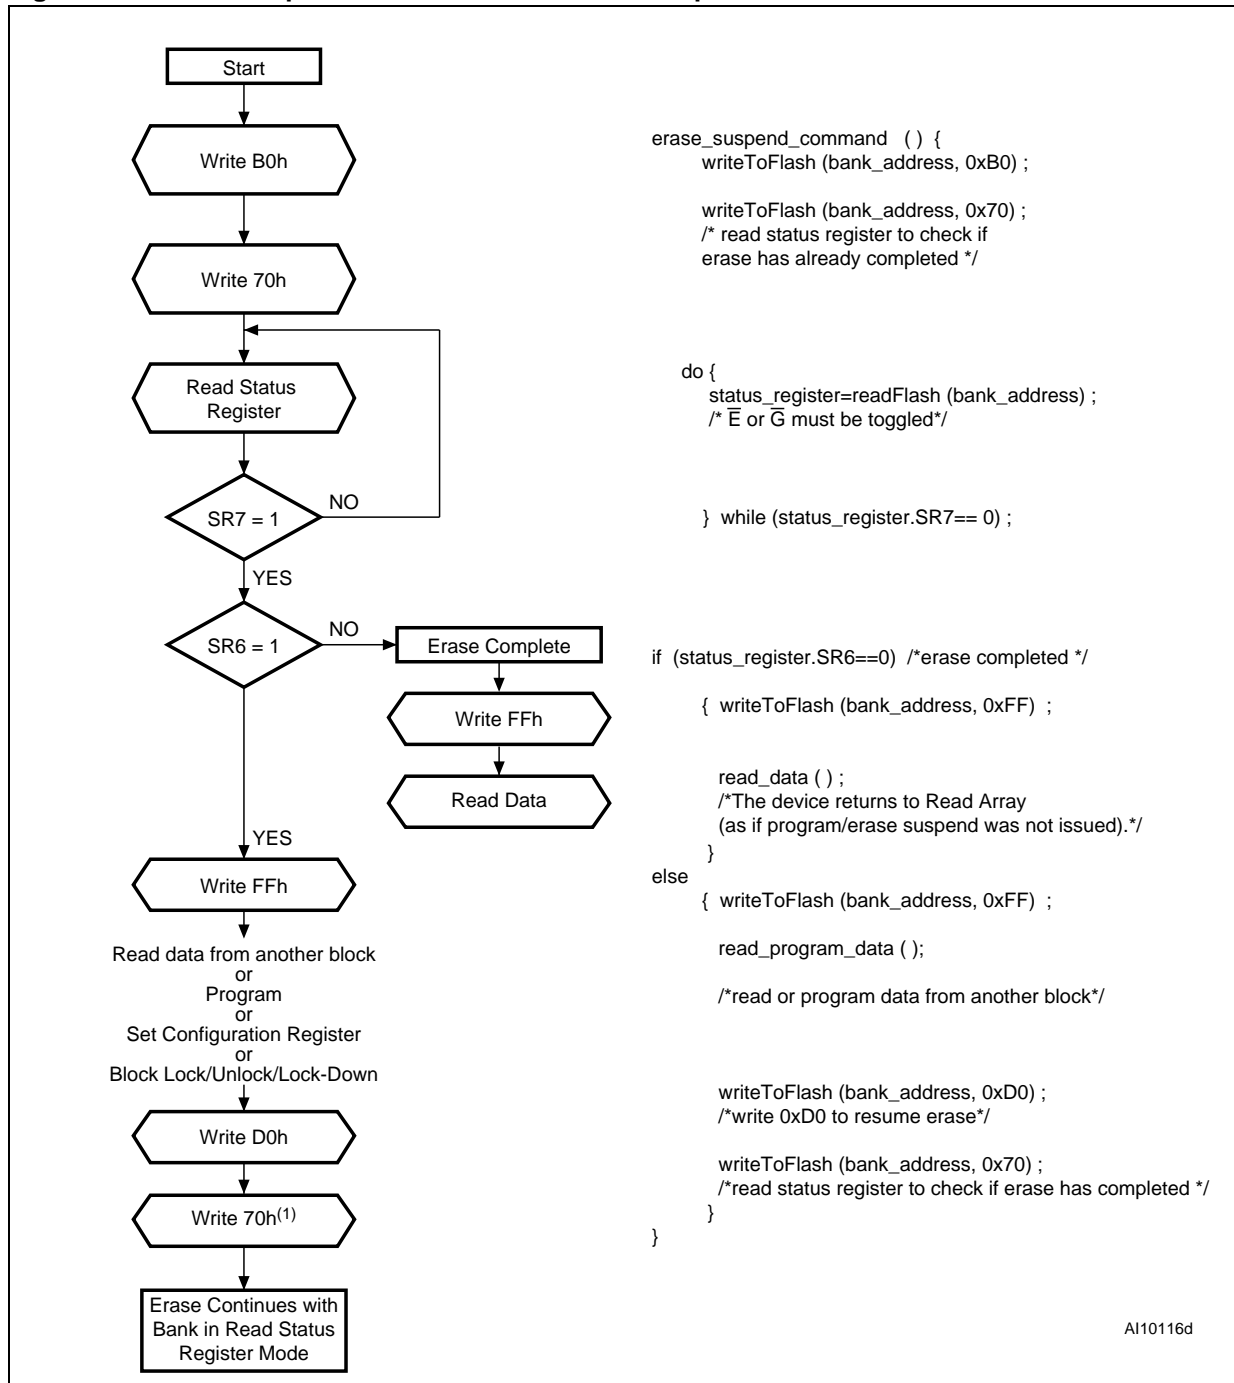 Start
Write B0h
Write 70h
Read Status
Register
SR7 = 1
NO
YES
SR6 = 1
NO
Erase Complete
Write FFh
Read Data
YES
Write FFh
Read data from another block
or
Program
or
Set Configuration Register
or
Block Lock/Unlock/Lock-Down
Write D0h
Write 70h(1)
Erase Continues with
Bank in Read Status
Register Mode
erase_suspend_command ( ) {
writeToFlash (bank_address, 0xB0) ;
writeToFlash (bank_address, 0x70) ;
/* read status register to check if
erase has already completed */
do {
status_register=readFlash (bank_address) ;
/* E̅ or G̅ must be toggled*/
} while (status_register.SR7== 0) ;
if (status_register.SR6==0) /*erase completed */
{ writeToFlash (bank_address, 0xFF) ;
read_data ( ) ;
/*The device returns to Read Array
(as if program/erase suspend was not issued).*/
}
else
{ writeToFlash (bank_address, 0xFF) ;
read_program_data ( );
/*read or program data from another block*/
writeToFlash (bank_address, 0xD0) ;
/*write 0xD0 to resume erase*/
writeToFlash (bank_address, 0x70) ;
/*read status register to check if erase has completed */
}
}
AI10116d